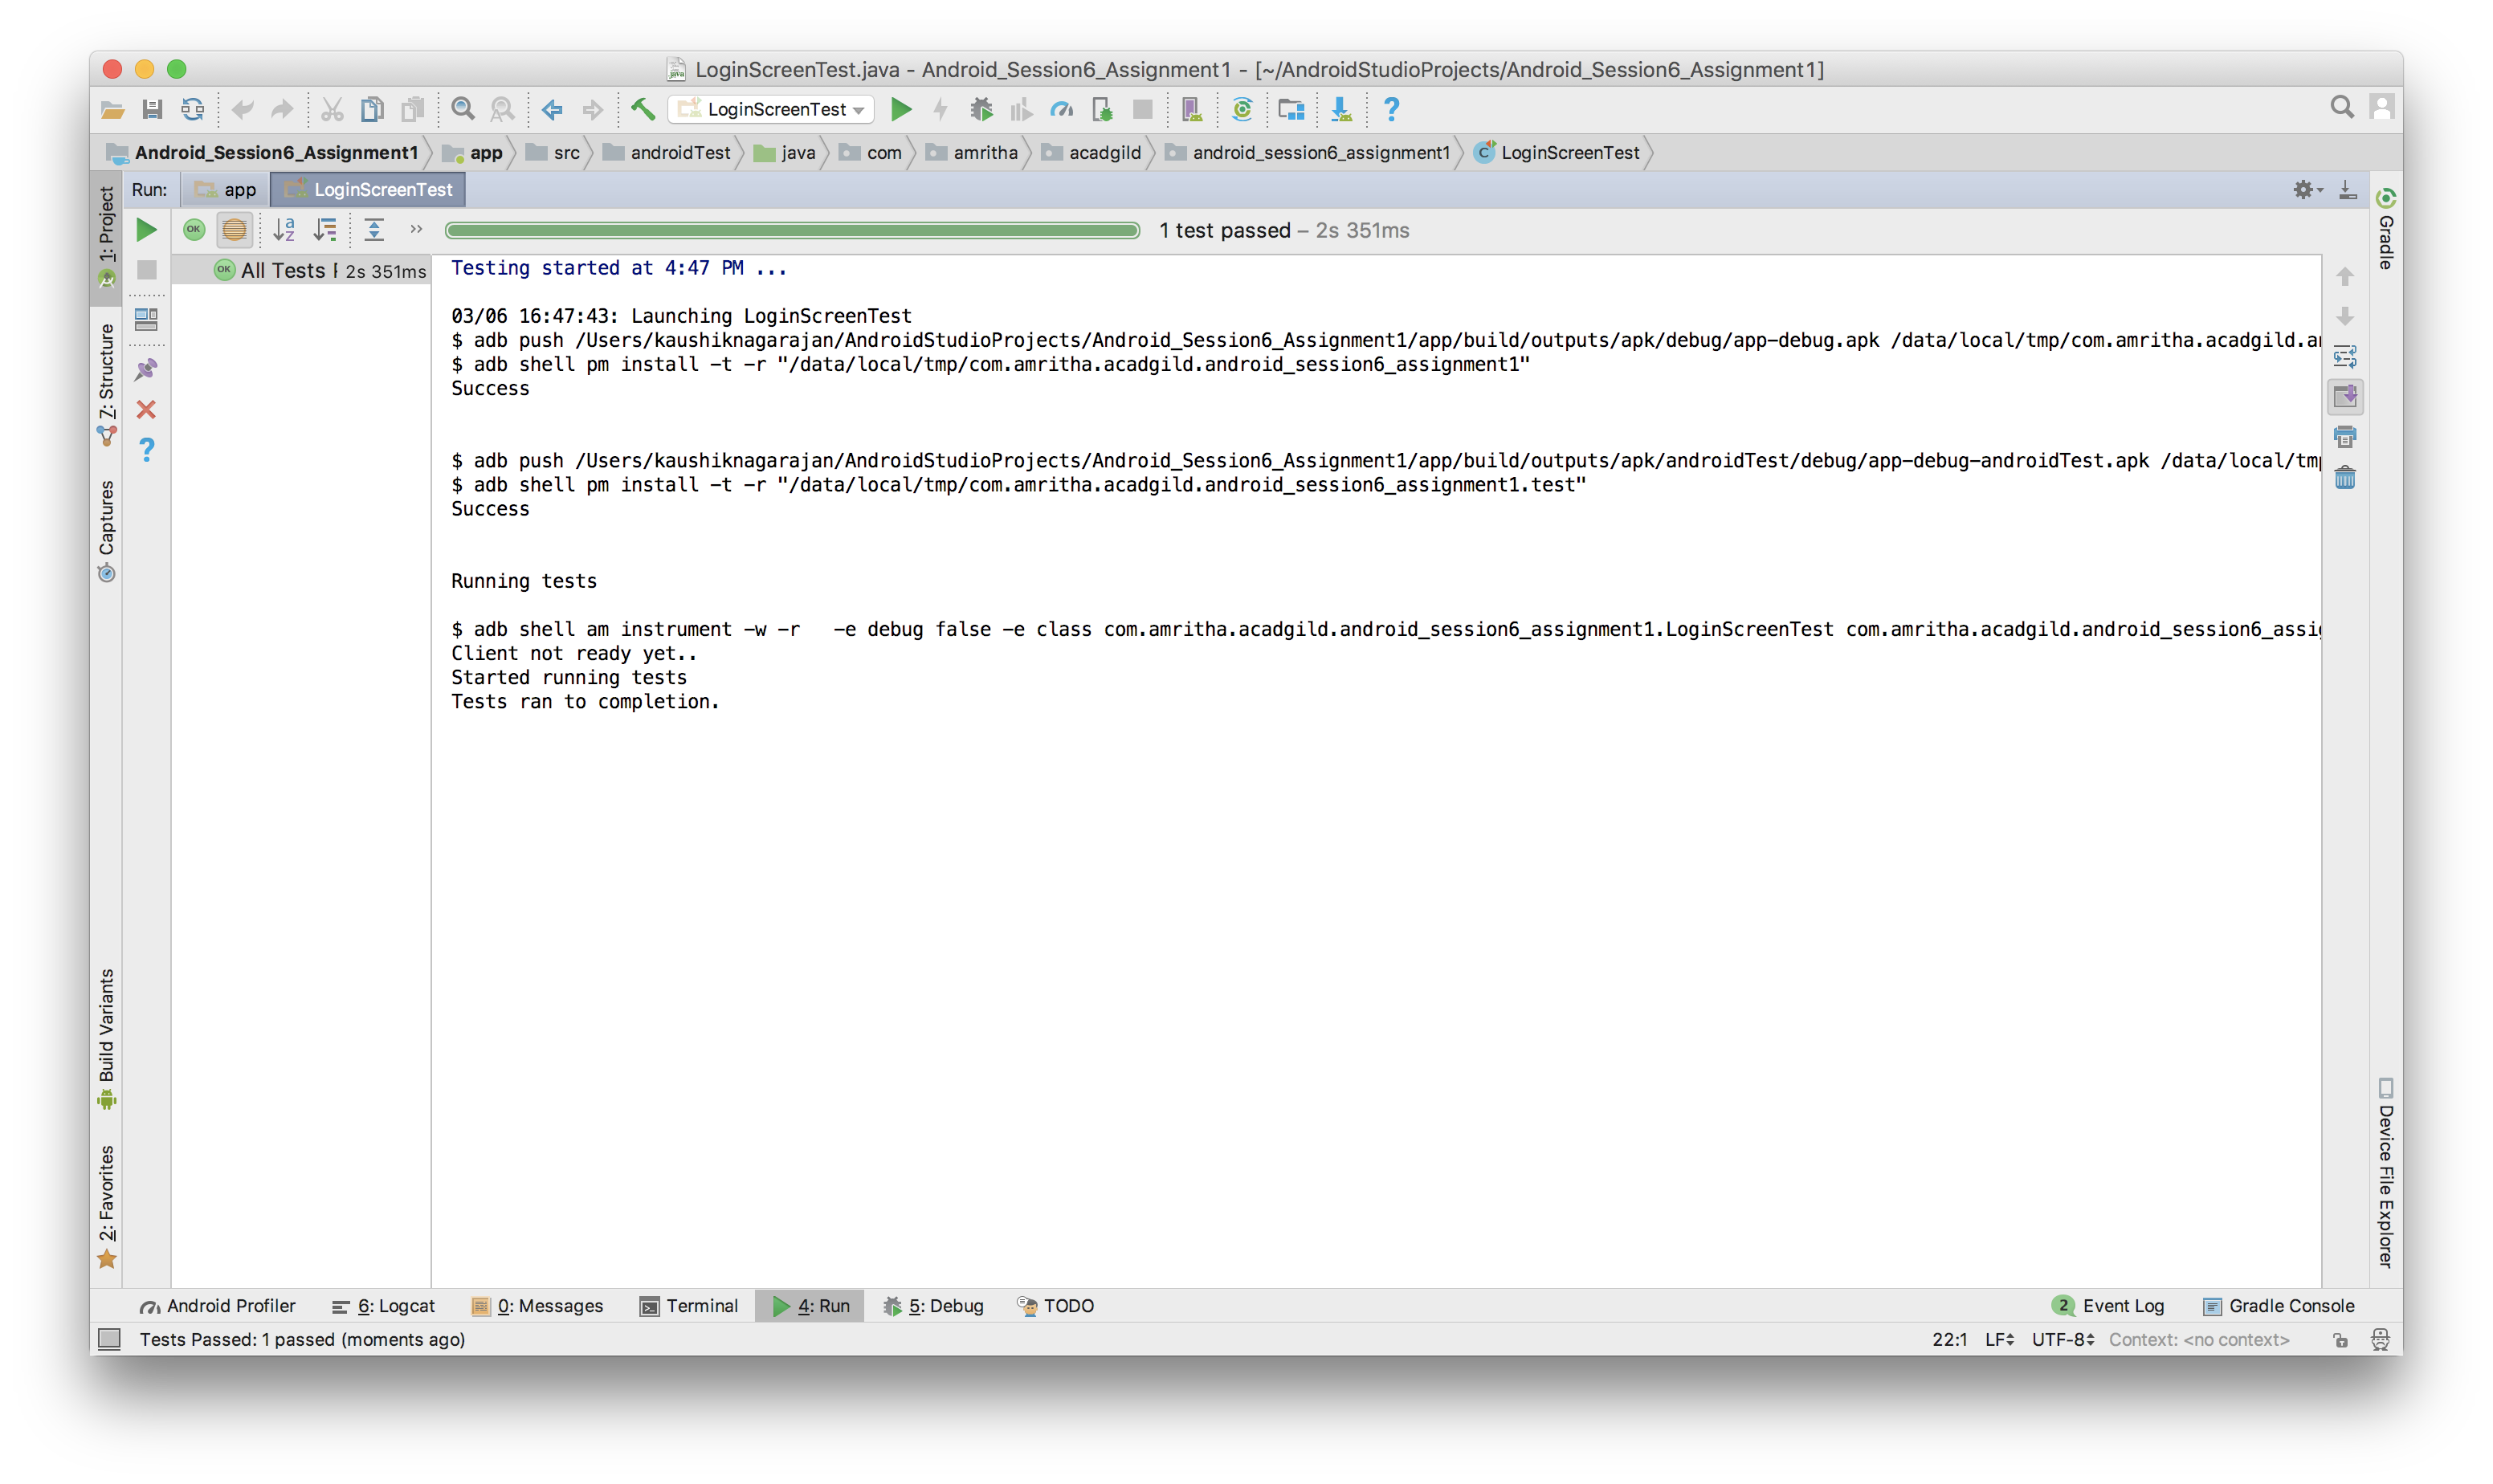 LoginScreenTest.java - Android_Session6_Assignment1 - [~/AndroidStudioProjects/Android_Session6_Assignment1]
LoginScreenTest
Android_Session6_Assignment1 app src androidTest java com amritha acadgild android_session6_assignment1 LoginScreenTest
Run: app LoginScreenTest
1 test passed – 2s 351ms
All Tests 2s 351ms
Testing started at 4:47 PM ...
03/06 16:47:43: Launching LoginScreenTest
$ adb push /Users/kaushiknagarajan/AndroidStudioProjects/Android_Session6_Assignment1/app/build/outputs/apk/debug/app-debug.apk /data/local/tmp/com.amritha.acadgild.a
$ adb shell pm install -t -r "/data/local/tmp/com.amritha.acadgild.android_session6_assignment1"
Success
$ adb push /Users/kaushiknagarajan/AndroidStudioProjects/Android_Session6_Assignment1/app/build/outputs/apk/androidTest/debug/app-debug-androidTest.apk /data/local/tm
$ adb shell pm install -t -r "/data/local/tmp/com.amritha.acadgild.android_session6_assignment1.test"
Success
Running tests
$ adb shell am instrument -w -r   -e debug false -e class com.amritha.acadgild.android_session6_assignment1.LoginScreenTest com.amritha.acadgild.android_session6_assi
Client not ready yet..
Started running tests
Tests ran to completion.
1: Project
7: Structure
Captures
Build Variants
2: Favorites
Gradle
Device File Explorer
Android Profiler 6: Logcat 0: Messages Terminal 4: Run 5: Debug TODO 2 Event Log Gradle Console
Tests Passed: 1 passed (moments ago) 22:1 LF UTF-8 Context: <no context>